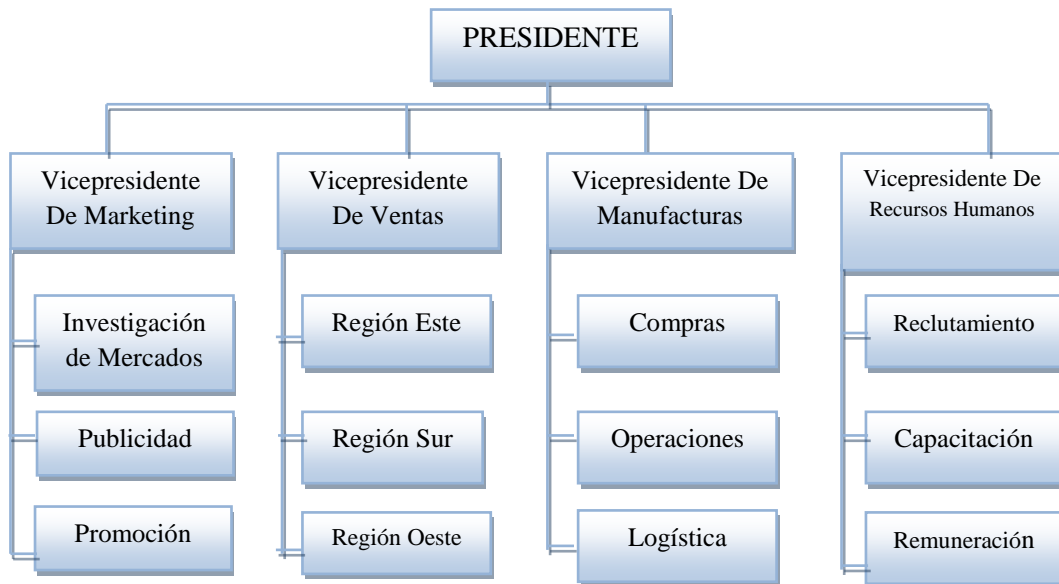 PRESIDENTE
Vicepresidente
De Marketing
Vicepresidente
De Ventas
Vicepresidente De
Manufacturas
Vicepresidente De
Recursos Humanos
Investigación
de Mercados
Región Este
Compras
Reclutamiento
Publicidad
Región Sur
Operaciones
Capacitación
Promoción
Región Oeste
Logística
Remuneración